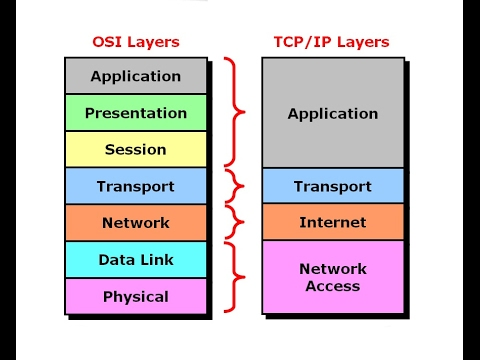 OSI Layers
Application
Presentation
Session
Transport
Network
Data Link
Physical
TCP/IP Layers
Application
Transport
Internet
Network
Access